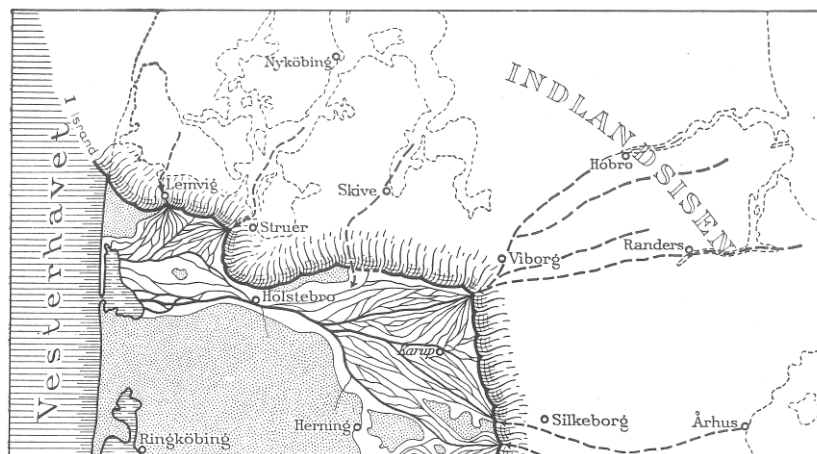 Nyköbing
INDLANDSISEN
Isrand
Hobro
Lemvig
Skive
Struer
Randers
Viborg
Vesterhavet
Holstebro
Karup
Herning
Silkeborg
Århus
Ringköbing